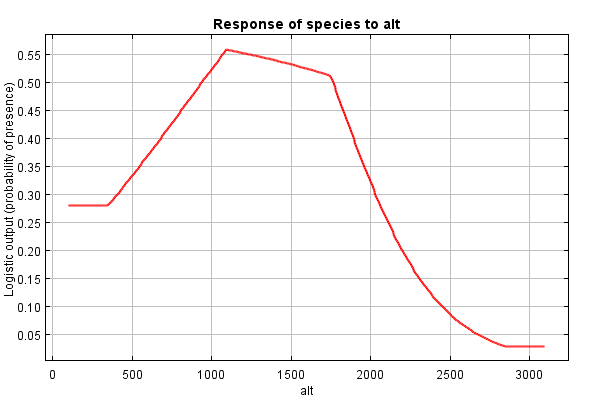 Response of species to alt
Logistic output (probability of presence)
0.55
0.50
0.45
0.40
0.35
0.30
0.25
0.20
0.15
0.10
0.05
0 500 1000 1500 2000 2500 3000
alt